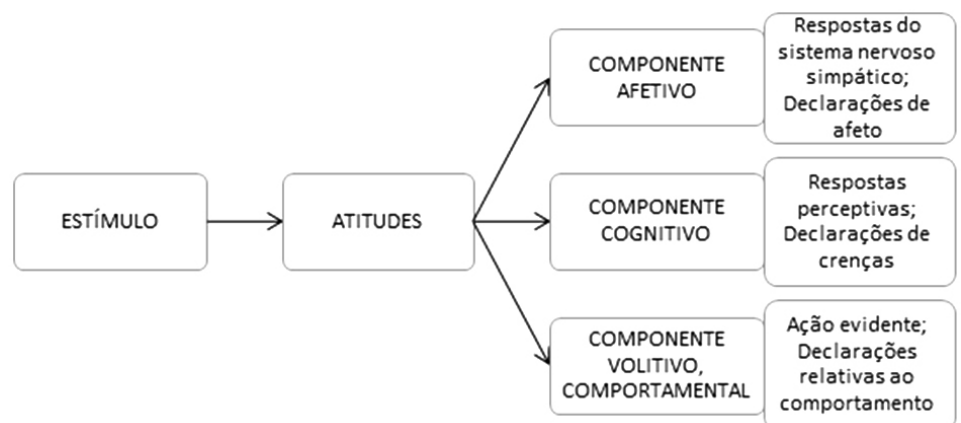 ESTÍMULO
ATITUDES
COMPONENTE
AFETIVO
Respostas do
sistema nervoso
simpático;
Declarações de
afeto
COMPONENTE
COGNITIVO
Respostas
perceptivas;
Declarações de
crenças
COMPONENTE
VOLITIVO,
COMPORTAMENTAL
Ação evidente;
Declarações
relativas ao
comportamento